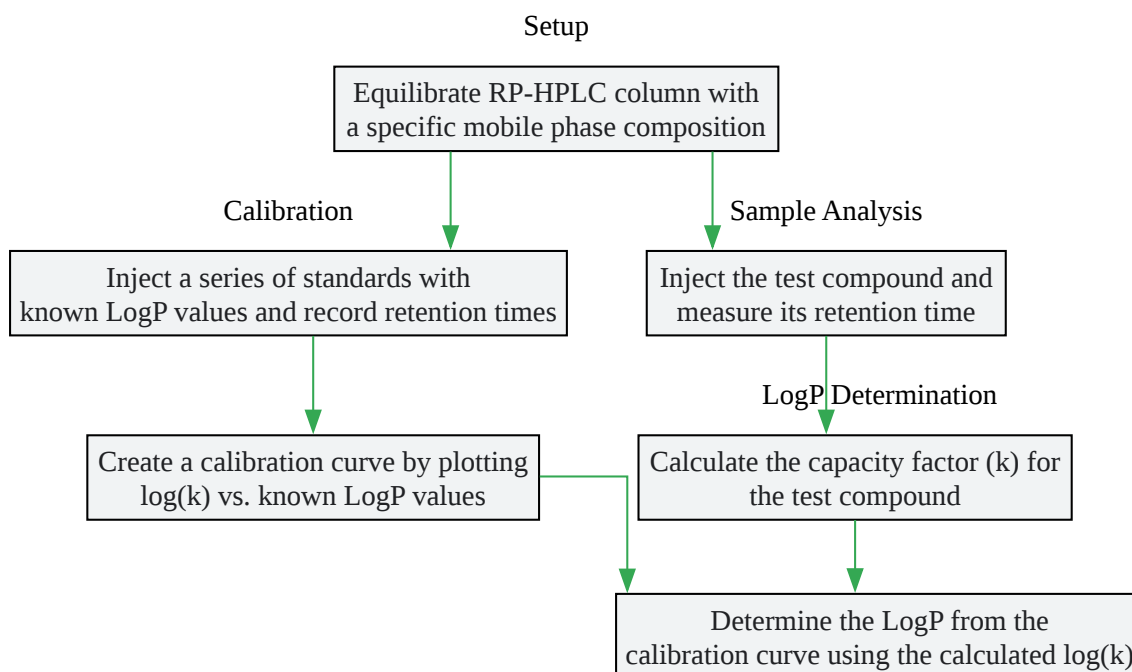 Setup
Equilibrate RP-HPLC column with
a specific mobile phase composition
Calibration
Sample Analysis
Inject a series of standards with
known LogP values and record retention times
Inject the test compound and
measure its retention time
LogP Determination
Create a calibration curve by plotting
log(k) vs. known LogP values
Calculate the capacity factor (k) for
the test compound
Determine the LogP from the
calibration curve using the calculated log(k)